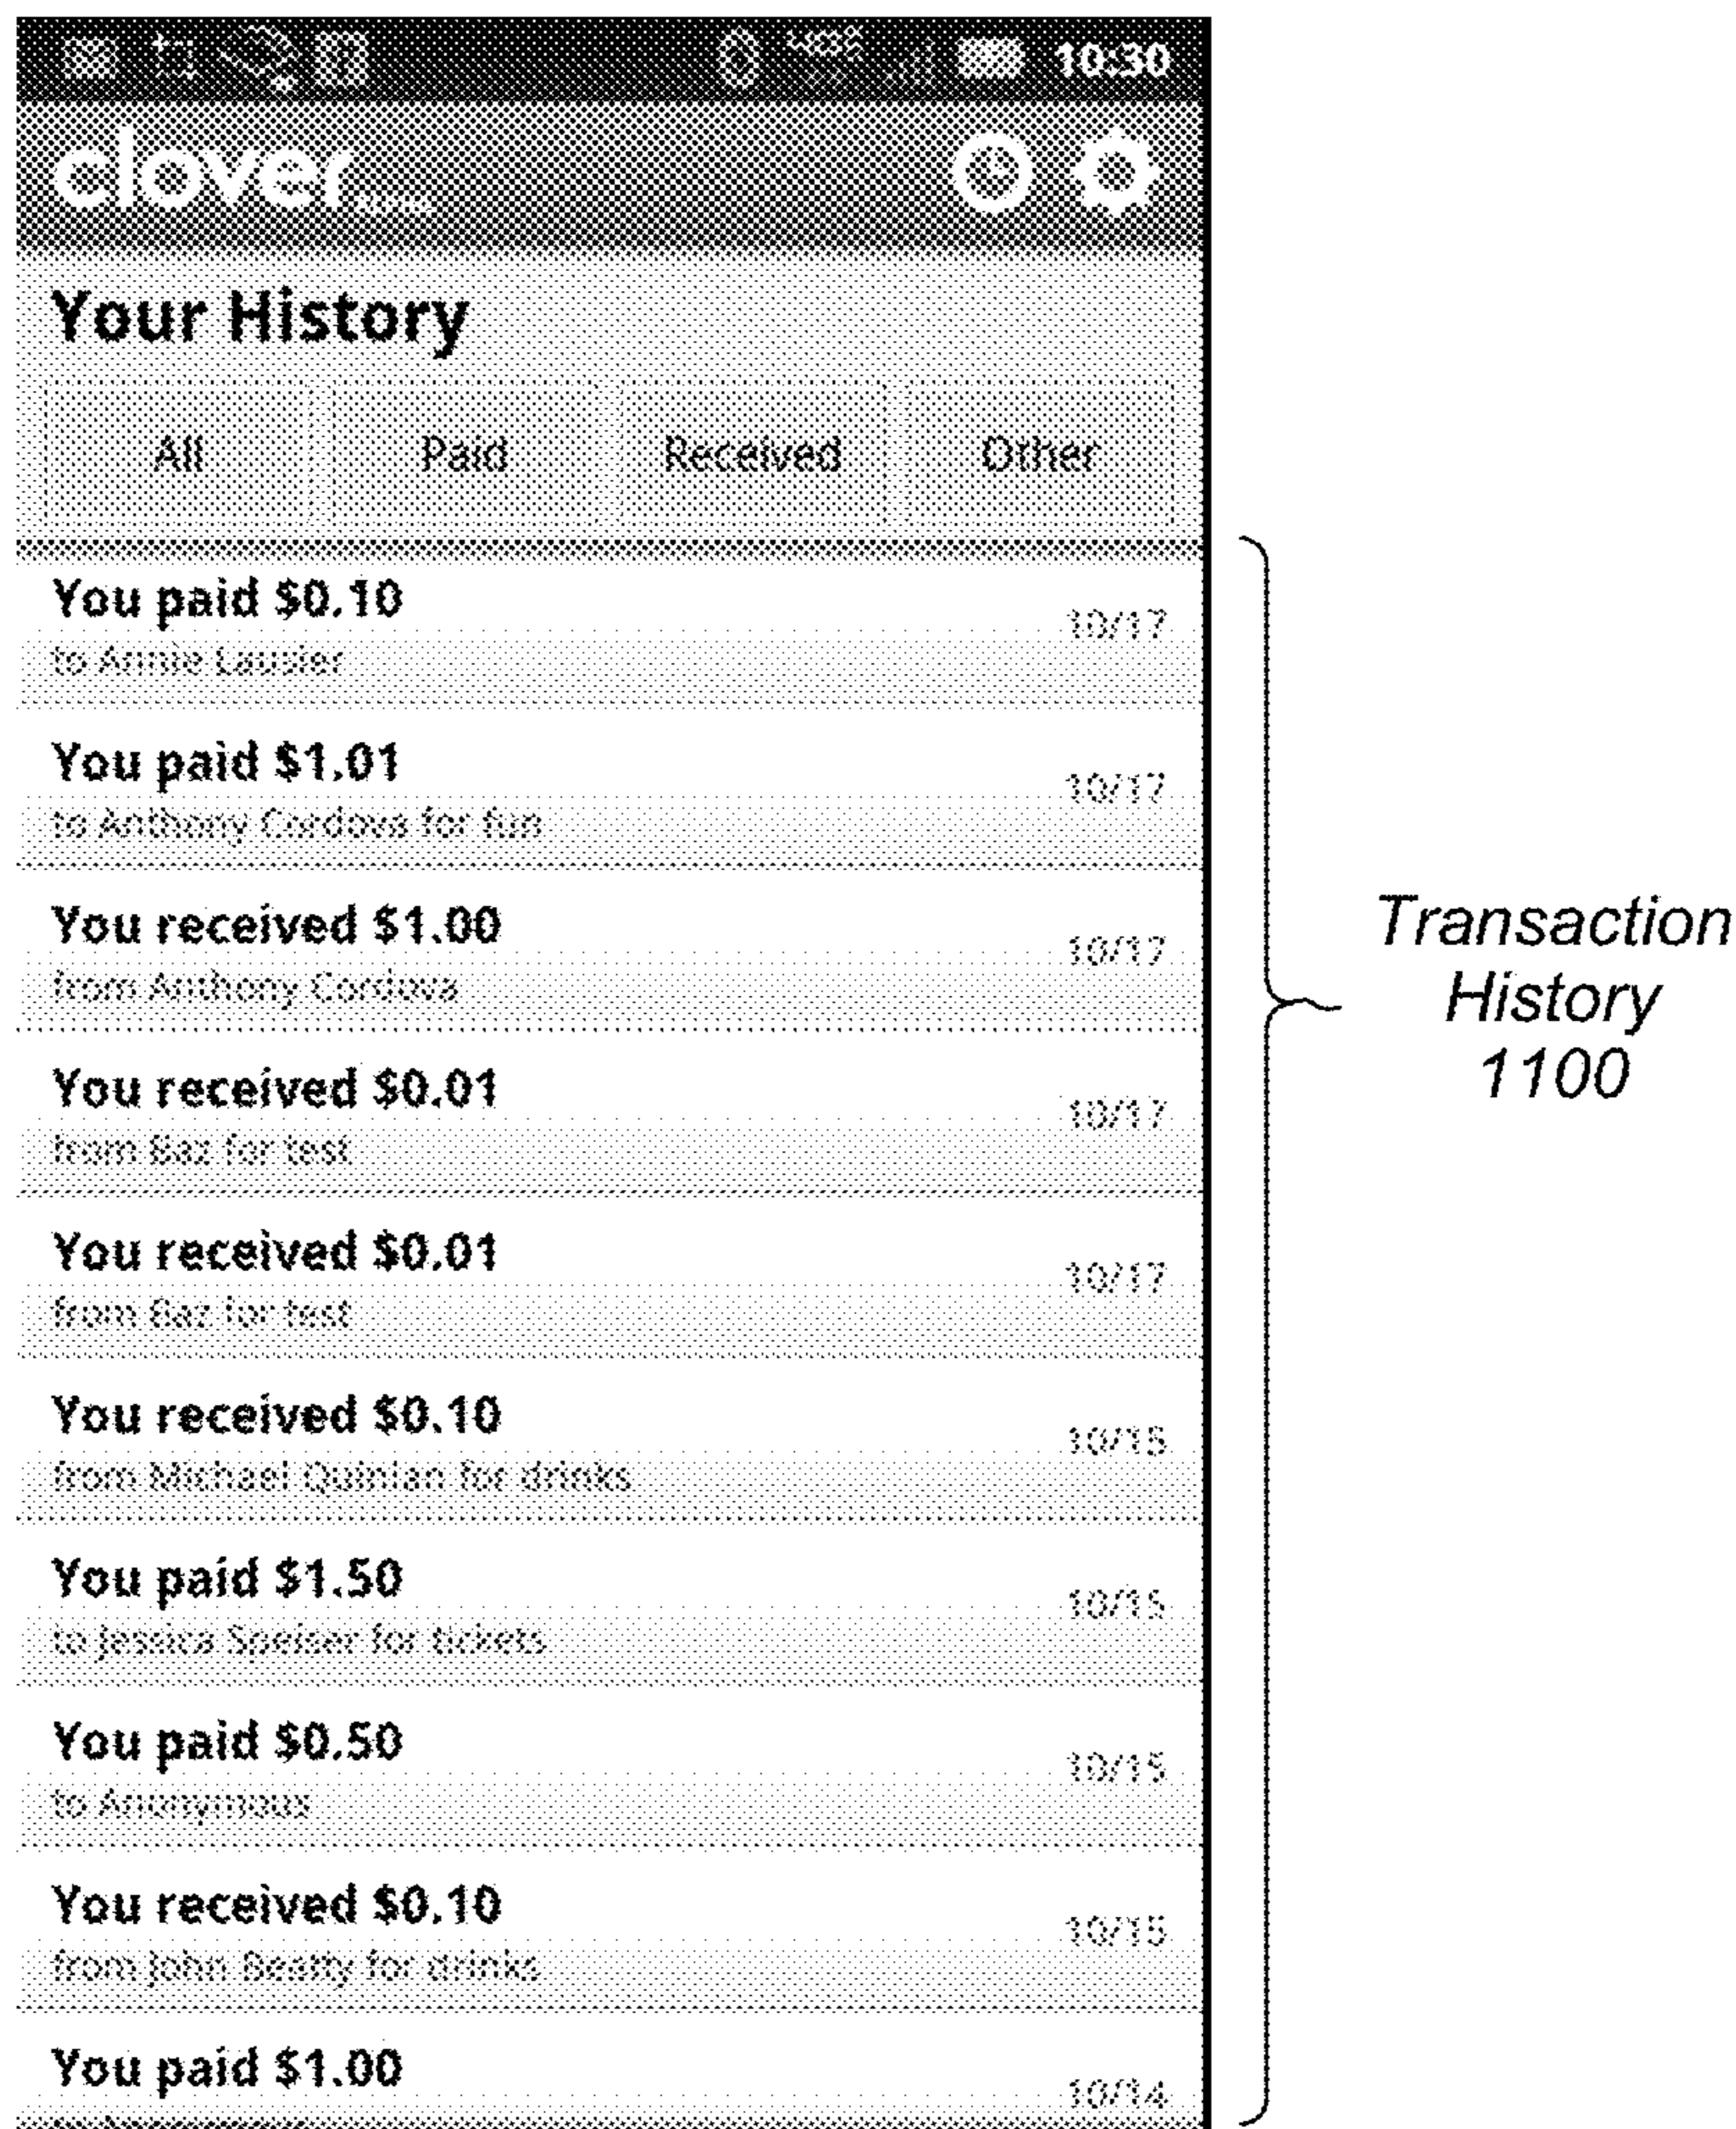 10:30
clover
Your History
All Paid Received Other
You paid $0.10
10/17
to Annie Lausier
You paid $1.01
10/17
to Anthony Cordova for fun
You received $1.00
10/17
from Anthony Cordova
You received $0.01
10/17
from Baz for test
You received $0.01
10/17
from Baz for test
You received $0.10
10/15
from Michael Quinlan for drinks
You paid $1.50
10/15
to Jessica Speiser for tickets
You paid $0.50
10/15
to Anonymous
You received $0.10
10/15
from John Beatty for drinks
You paid $1.00
10/14
Transaction
History
1100